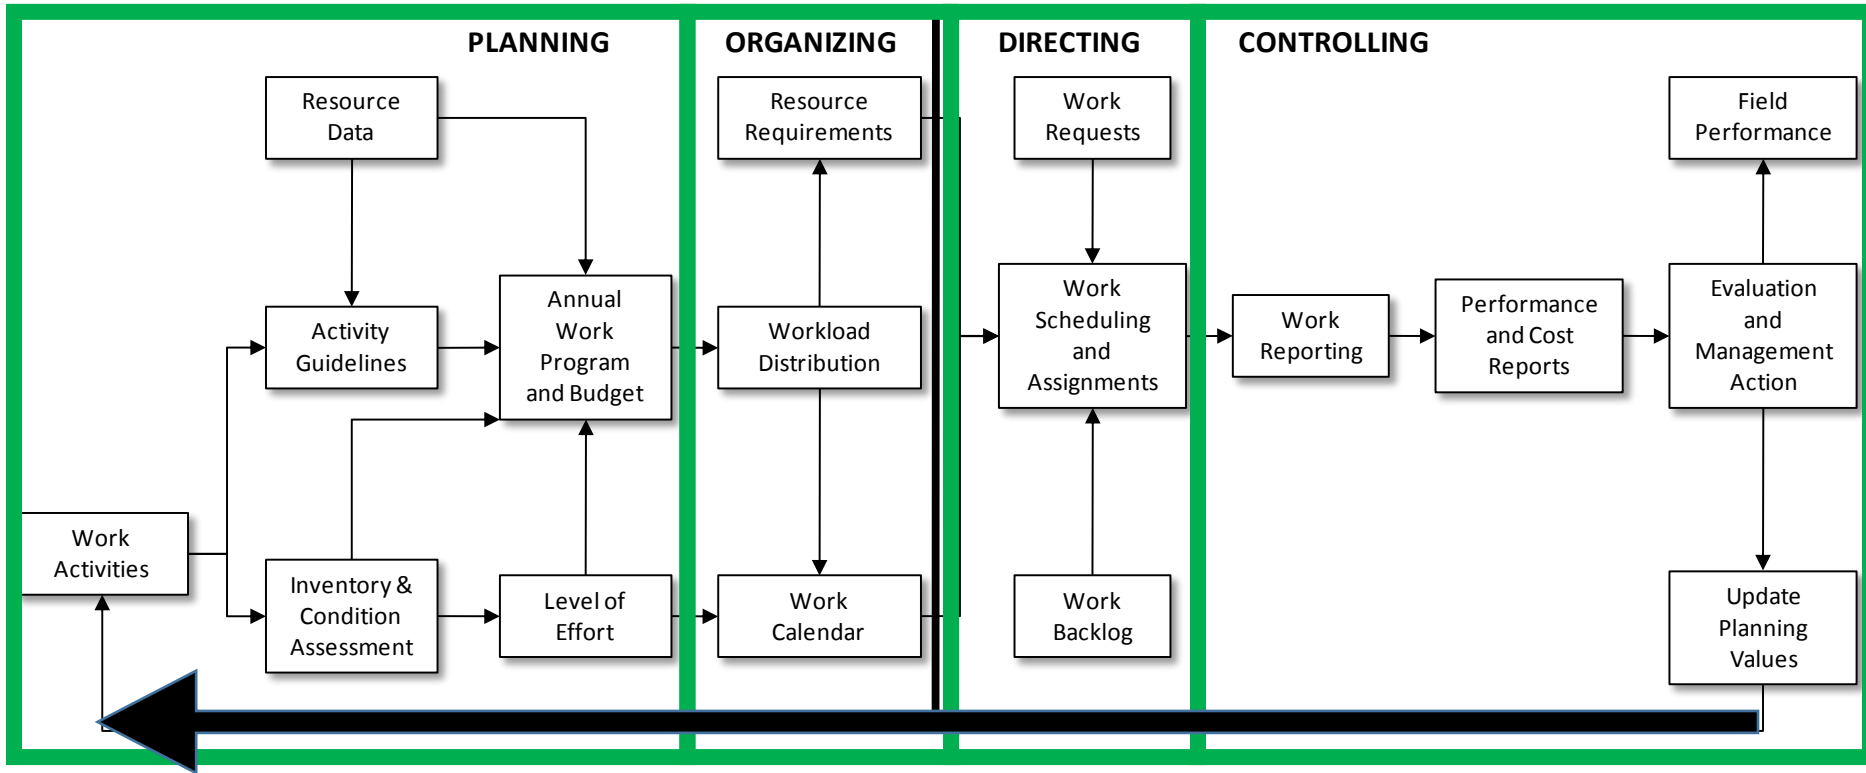 PLANNING
ORGANIZING
DIRECTING
CONTROLLING
Resource
Data
Resource
Requirements
Work
Requests
Field
Performance
Activity
Guidelines
Annual
Work
Program
and Budget
Workload
Distribution
Work
Scheduling
and
Assignments
Work
Reporting
Performance
and Cost
Reports
Evaluation
and
Management
Action
Work
Activities
Inventory &
Condition
Assessment
Level of
Effort
Work
Calendar
Work
Backlog
Update
Planning
Values